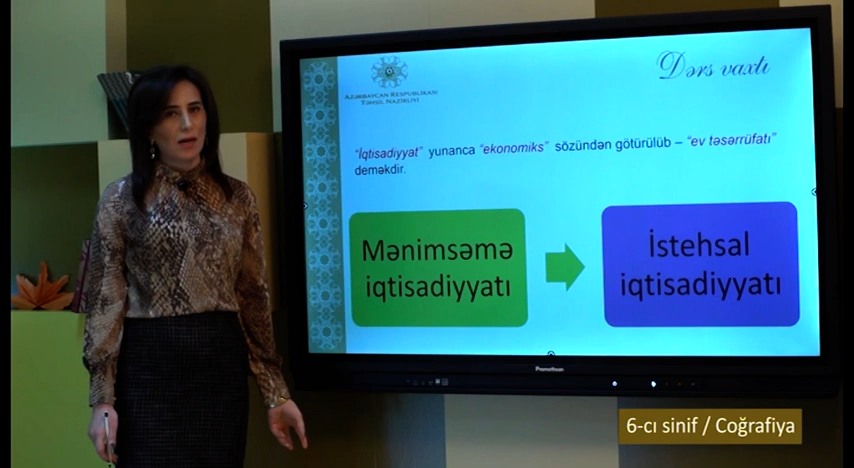 Dərs vaxtı
AZƏRBAYCAN RESPUBLİKASI
TƏHSİL NAZİRLİYİ
“İqtisadiyyat” yunanca “ekonomiks” sözündən götürülüb – “ev təsərrüfatı”
deməkdir.
Mənimsəmə
iqtisadiyyatı
İstehsal
iqtisadiyyatı
Promethean
6-cı sinif / Coğrafiya